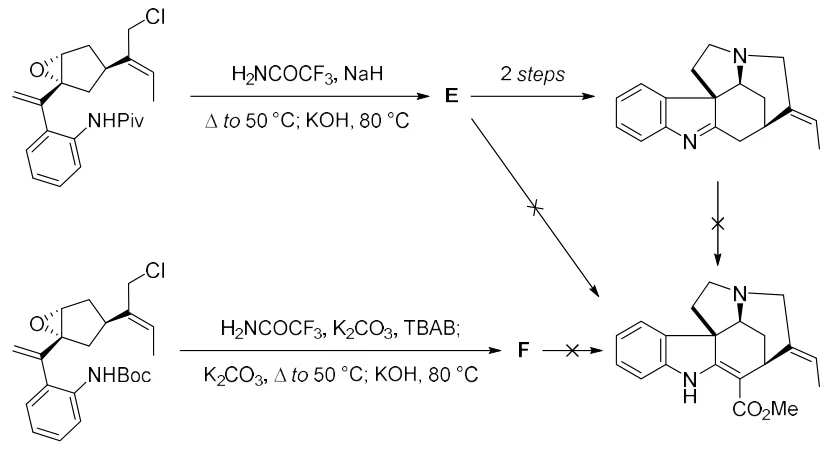 Cl
O
NHPiv
H₂NCOCF₃, NaH
Δ to 50 °C; KOH, 80 °C
E
2 steps
N
N
Cl
O
NHBoc
H₂NCOCF₃, K₂CO₃, TBAB;
K₂CO₃, Δ to 50 °C; KOH, 80 °C
F
N
N
H
CO₂Me